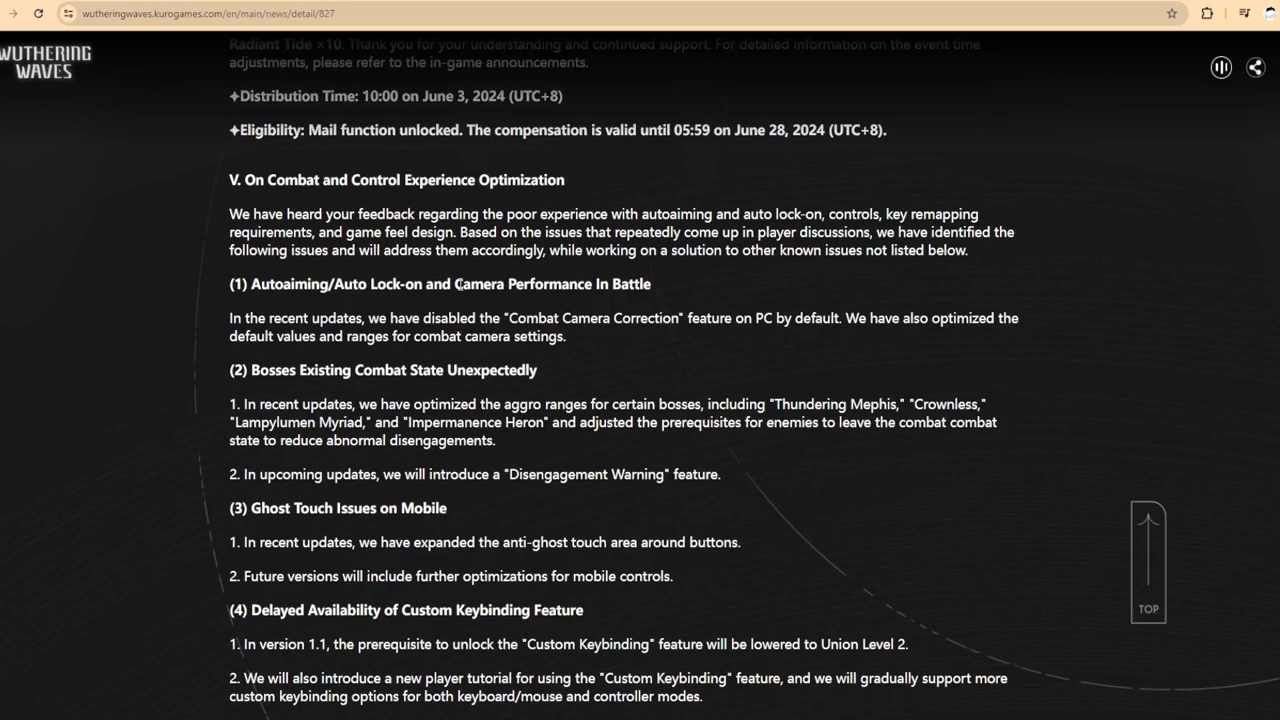 wutheringwaves.kurogames.com/en/main/news/detail/827
WUTHERING
WAVES
Radiant Tide ×10. Thank you for your understanding and continued support. For detailed information on the event time
adjustments, please refer to the in-game announcements.
✦Distribution Time: 10:00 on June 3, 2024 (UTC+8)
✦Eligibility: Mail function unlocked. The compensation is valid until 05:59 on June 28, 2024 (UTC+8).
V. On Combat and Control Experience Optimization
We have heard your feedback regarding the poor experience with autoaiming and auto lock-on, controls, key remapping
requirements, and game feel design. Based on the issues that repeatedly come up in player discussions, we have identified the
following issues and will address them accordingly, while working on a solution to other known issues not listed below.
(1) Autoaiming/Auto Lock-on and Camera Performance In Battle
In the recent updates, we have disabled the "Combat Camera Correction" feature on PC by default. We have also optimized the
default values and ranges for combat camera settings.
(2) Bosses Existing Combat State Unexpectedly
1. In recent updates, we have optimized the aggro ranges for certain bosses, including "Thundering Mephis," "Crownless,"
"Lampylumen Myriad," and "Impermanence Heron" and adjusted the prerequisites for enemies to leave the combat combat
state to reduce abnormal disengagements.
2. In upcoming updates, we will introduce a "Disengagement Warning" feature.
(3) Ghost Touch Issues on Mobile
1. In recent updates, we have expanded the anti-ghost touch area around buttons.
2. Future versions will include further optimizations for mobile controls.
TOP
(4) Delayed Availability of Custom Keybinding Feature
1. In version 1.1, the prerequisite to unlock the "Custom Keybinding" feature will be lowered to Union Level 2.
2. We will also introduce a new player tutorial for using the "Custom Keybinding" feature, and we will gradually support more
custom keybinding options for both keyboard/mouse and controller modes.